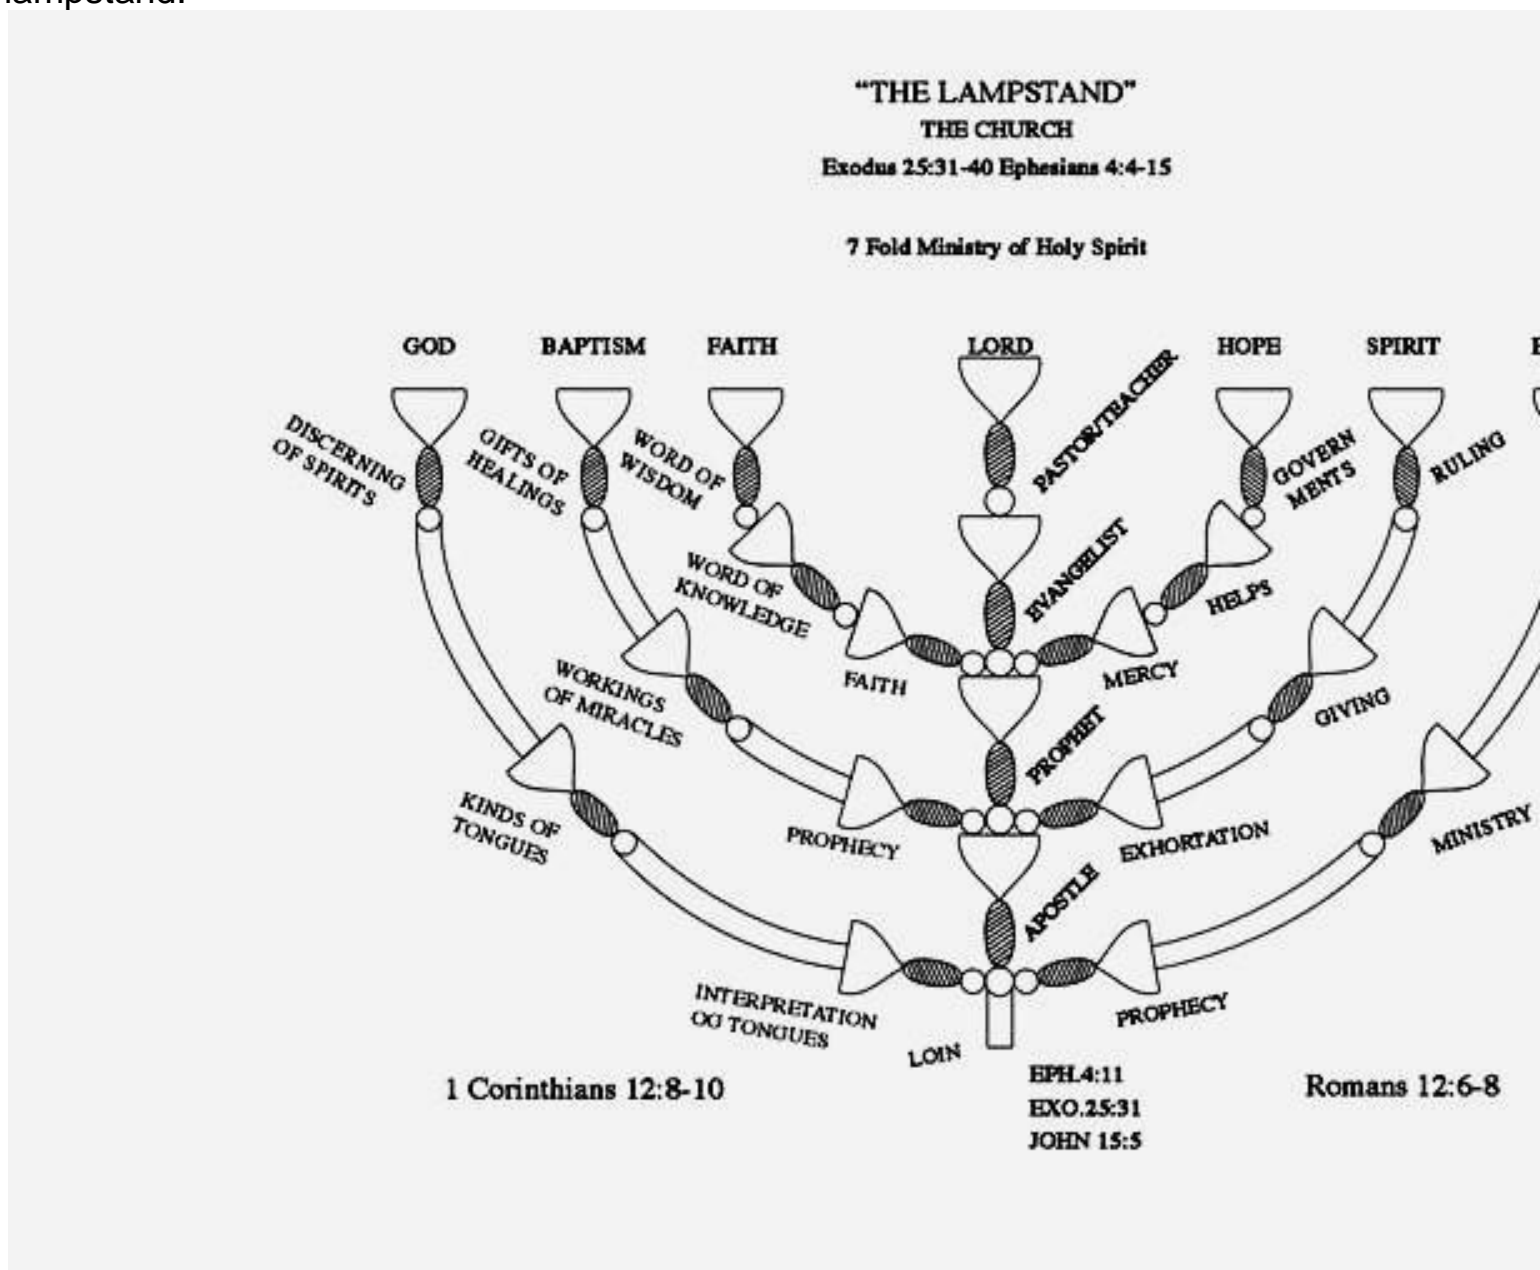 lampstand.
“THE LAMPSTAND”
THE CHURCH
Exodus 25:31-40 Ephesians 4:4-15
7 Fold Ministry of Holy Spirit
GOD BAPTISM FAITH LORD HOPE SPIRIT
DISCERNING
OF SPIRITS
GIFTS OF
HEALINGS
WORD OF
WISDOM
PASTOR/TEACHER
GOVERN
MENTS
RULING
WORD OF
KNOWLEDGE
EVANGELIST
HELPS
FAITH
MERCY
WORKINGS
OF MIRACLES
PROPHET
GIVING
KINDS OF
TONGUES
PROPHECY
EXHORTATION
MINISTRY
APOSTLE
INTERPRETATION
OG TONGUES
PROPHECY
LOIN
1 Corinthians 12:8-10
EPH.4:11
EXO.25:31
JOHN 15:5
Romans 12:6-8